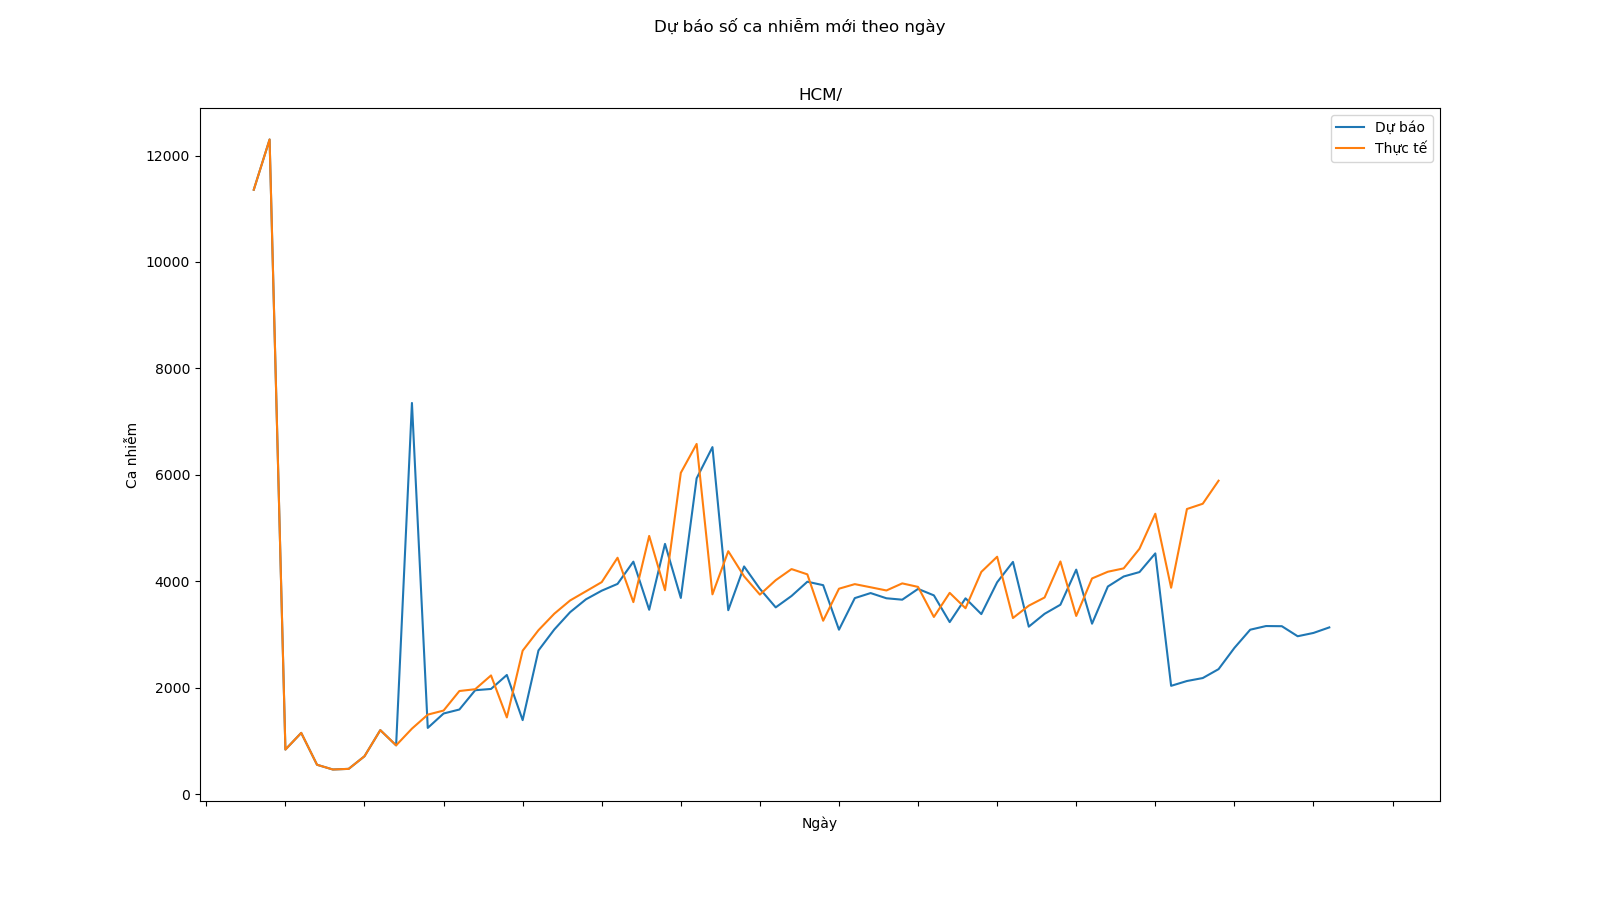 Dự báo số ca nhiễm mới theo ngày
HCM/
Dự báo
Thực tế
12000
10000
8000
6000
4000
2000
0
Ca nhiễm
Ngày